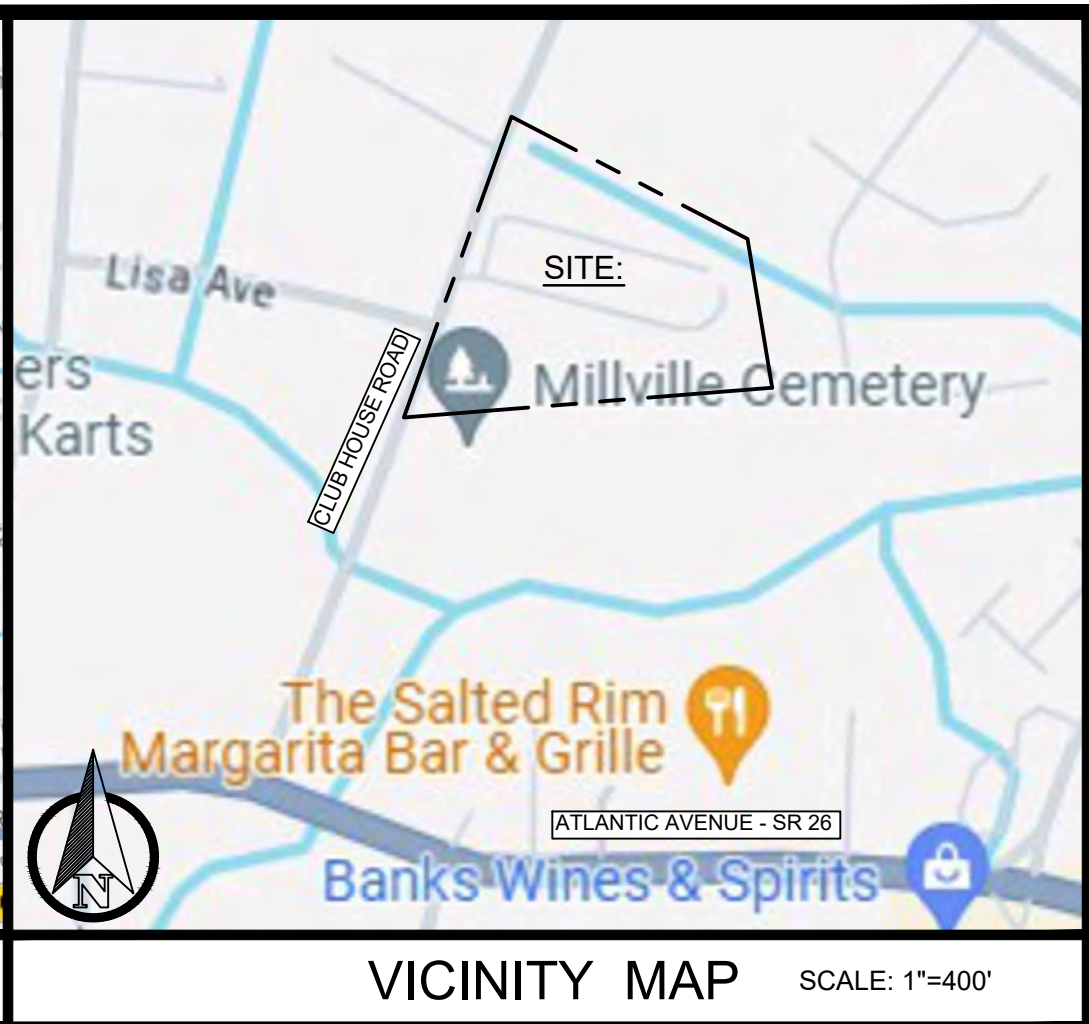 SITE:
Lisa Ave
ers
Karts
CLUB HOUSE ROAD
Millville Cemetery
The Salted Rim
Margarita Bar & Grille
ATLANTIC AVENUE - SR 26
Banks Wines & Spirits
N
VICINITY MAP SCALE: 1"=400'